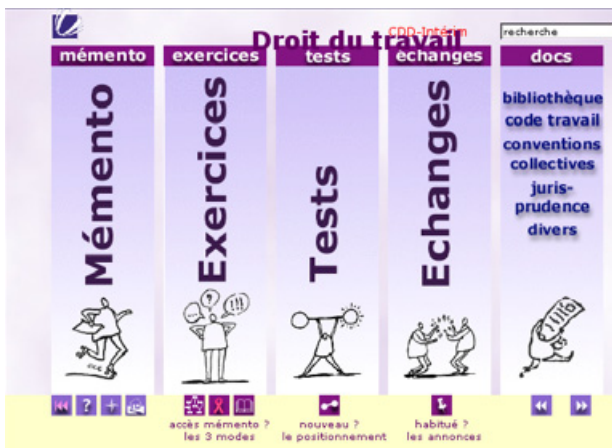 Droit du travail
CDD-Intérim
recherche
mémento
exercices
tests
échanges
docs
Mémento
Exercices
Tests
Echanges
bibliothèque
code travail
conventions
collectives
juris-
prudence
divers
... ? !!!
?
+
accès mémento ?
les 3 modes
nouveau ?
le positionnement
habitué ?
les annonces